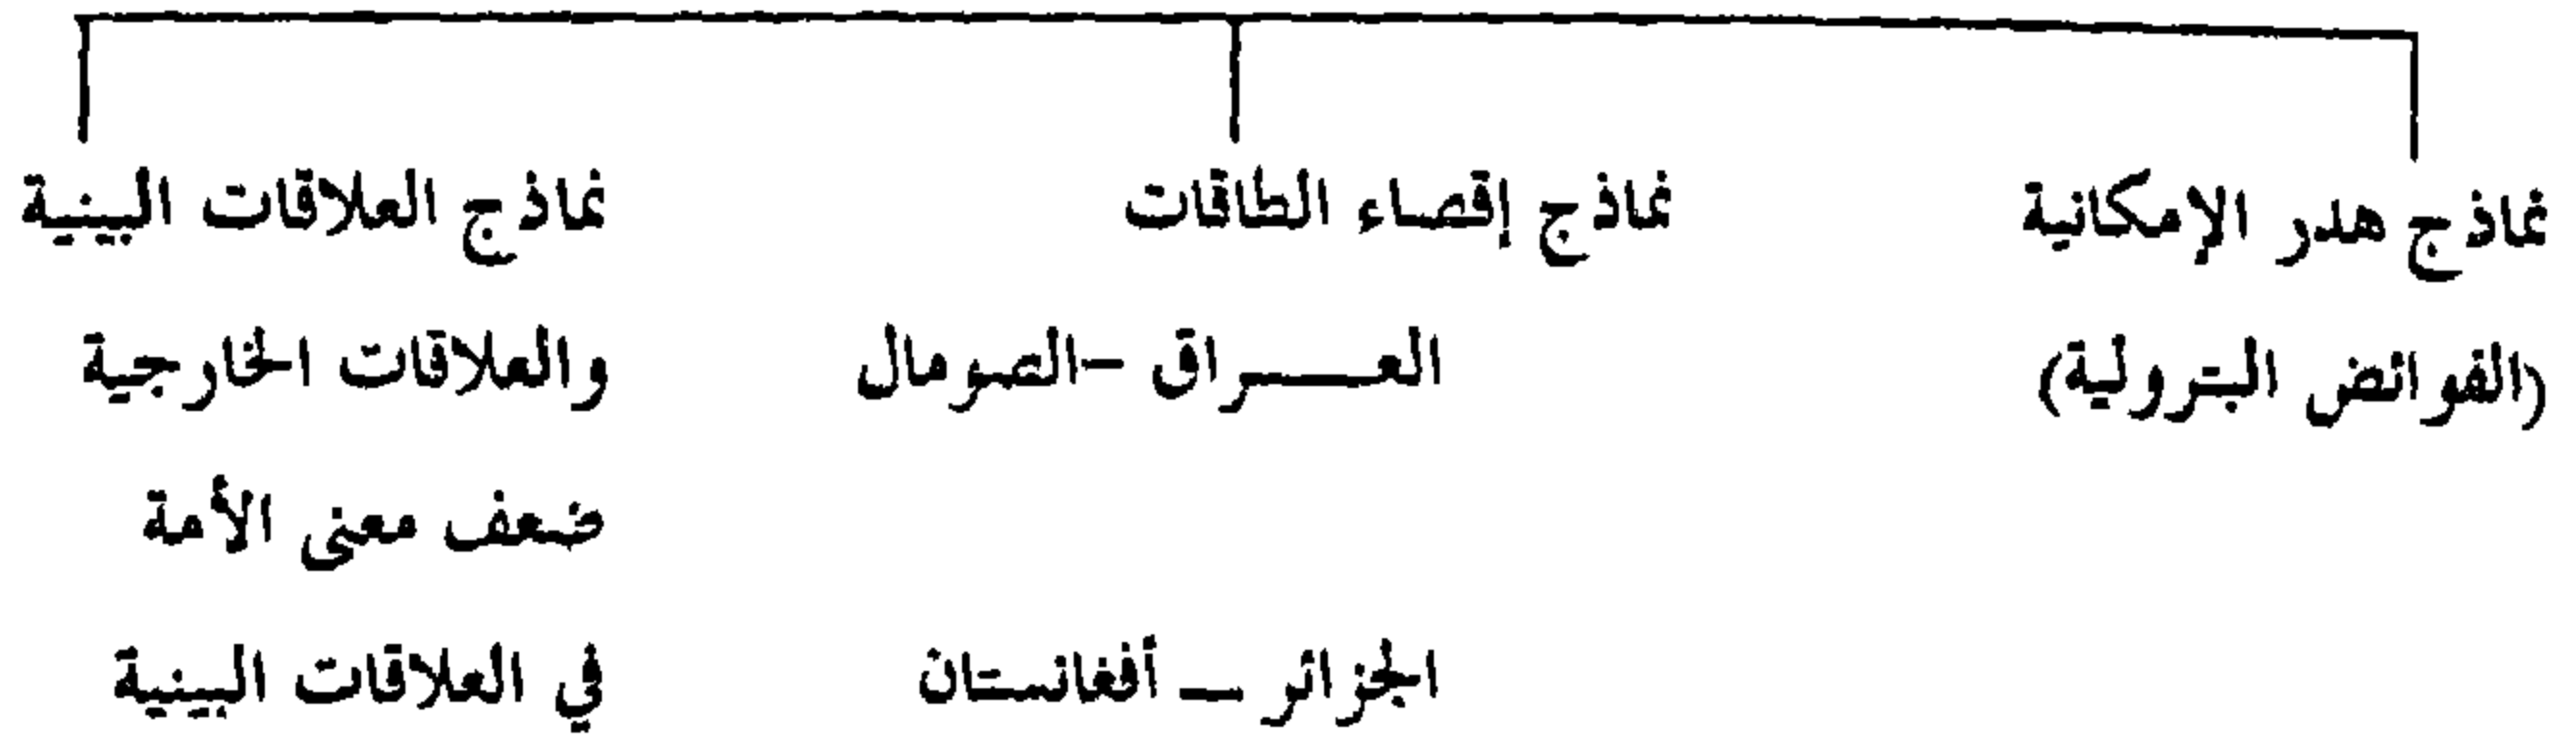 نماذج هدر الإمكانية
(الفوائض البترولية)
نماذج إقصاء الطاقات
العـــراق -الصومال
الجزائر – أفغانستان
نماذج العلاقات البينية
والعلاقات الخارجية
ضعف معنى الأمة
في العلاقات البينية